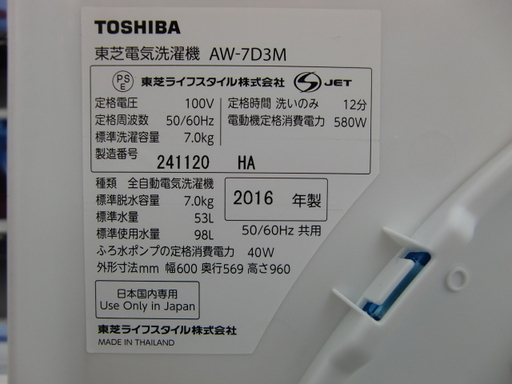 TOSHIBA
東芝電気洗濯機 AW-7D3M
PS E 東芝ライフスタイル株式会社 S JET
定格電圧 100V 定格時間 洗いのみ 12分
定格周波数 50/60Hz 電動機定格消費電力 580W
標準洗濯容量 7.0kg
製造番号 241120 HA
種類 全自動電気洗濯機
標準脱水容量 7.0kg 2016 年製
標準水量 53L
標準使用水量 98L 50/60Hz 共用
ふろ水ポンプの定格消費電力 40W
外形寸法mm 幅600 奥行569 高さ960
日本国内専用
Use Only in Japan
東芝ライフスタイル株式会社
MADE IN THAILAND